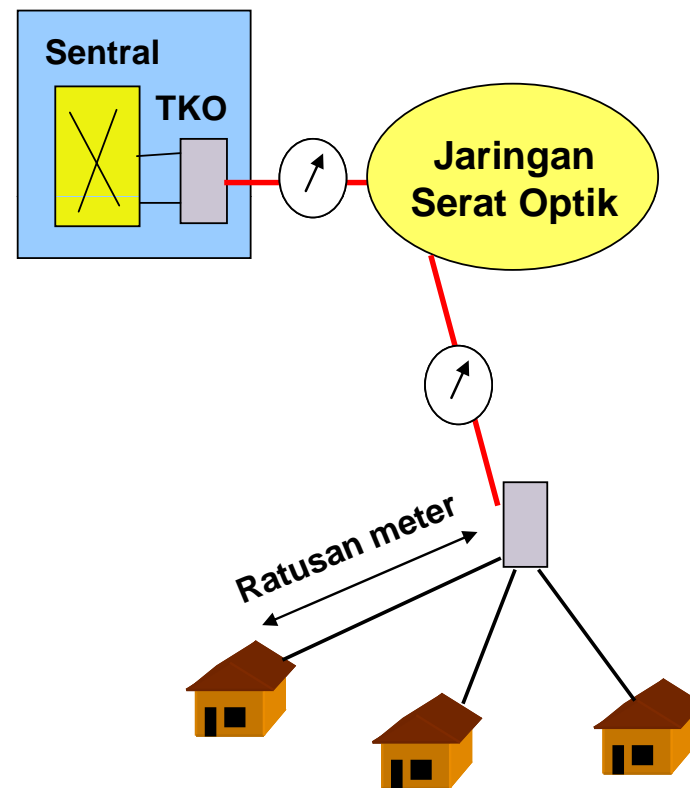 Sentral
TKO
Jaringan
Serat Optik
Ratusan meter